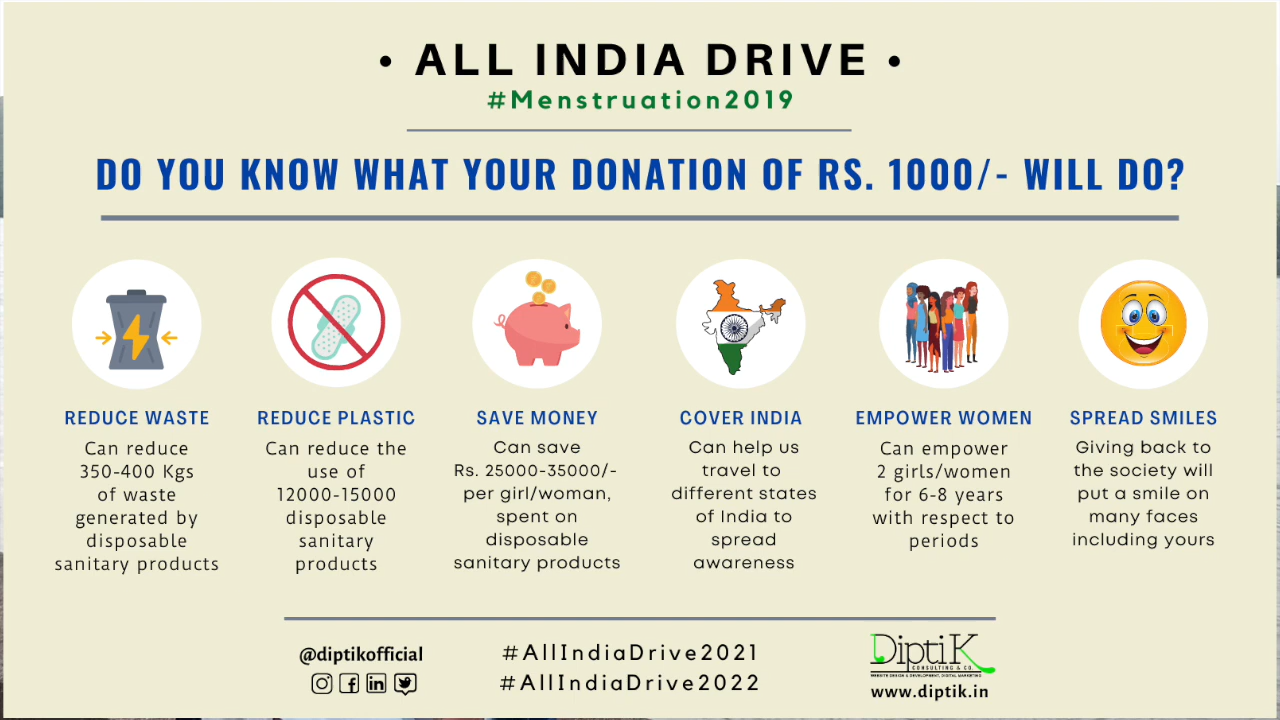 • ALL INDIA DRIVE •
#Menstruation2019
DO YOU KNOW WHAT YOUR DONATION OF RS. 1000/- WILL DO?
REDUCE WASTE
Can reduce
350-400 Kgs
of waste
generated by
disposable
sanitary products
REDUCE PLASTIC
Can reduce the
use of
12000-15000
disposable
sanitary
products
SAVE MONEY
Can save
Rs. 25000-35000/-
per girl/woman,
spent on
disposable
sanitary products
COVER INDIA
Can help us
travel to
different states
of India to
spread
awareness
EMPOWER WOMEN
Can empower
2 girls/women
for 6-8 years
with respect to
periods
SPREAD SMILES
Giving back to
the society will
put a smile on
many faces
including yours
@diptikofficial
#AllIndiaDrive2021
#AllIndiaDrive2022
DiptiK
CONSULTING & CO.
WEBSITE DESIGN & DEVELOPMENT, DIGITAL MARKETING
www.diptik.in